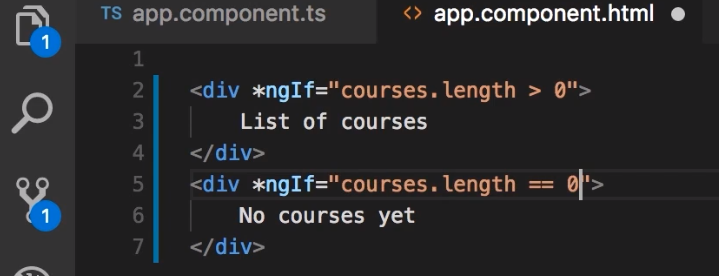 TS app.component.ts
<> app.component.html
1
1
2 <div *ngIf="courses.length > 0">
3 List of courses
4 </div>
5 <div *ngIf="courses.length == 0">
6 No courses yet
7 </div>
1